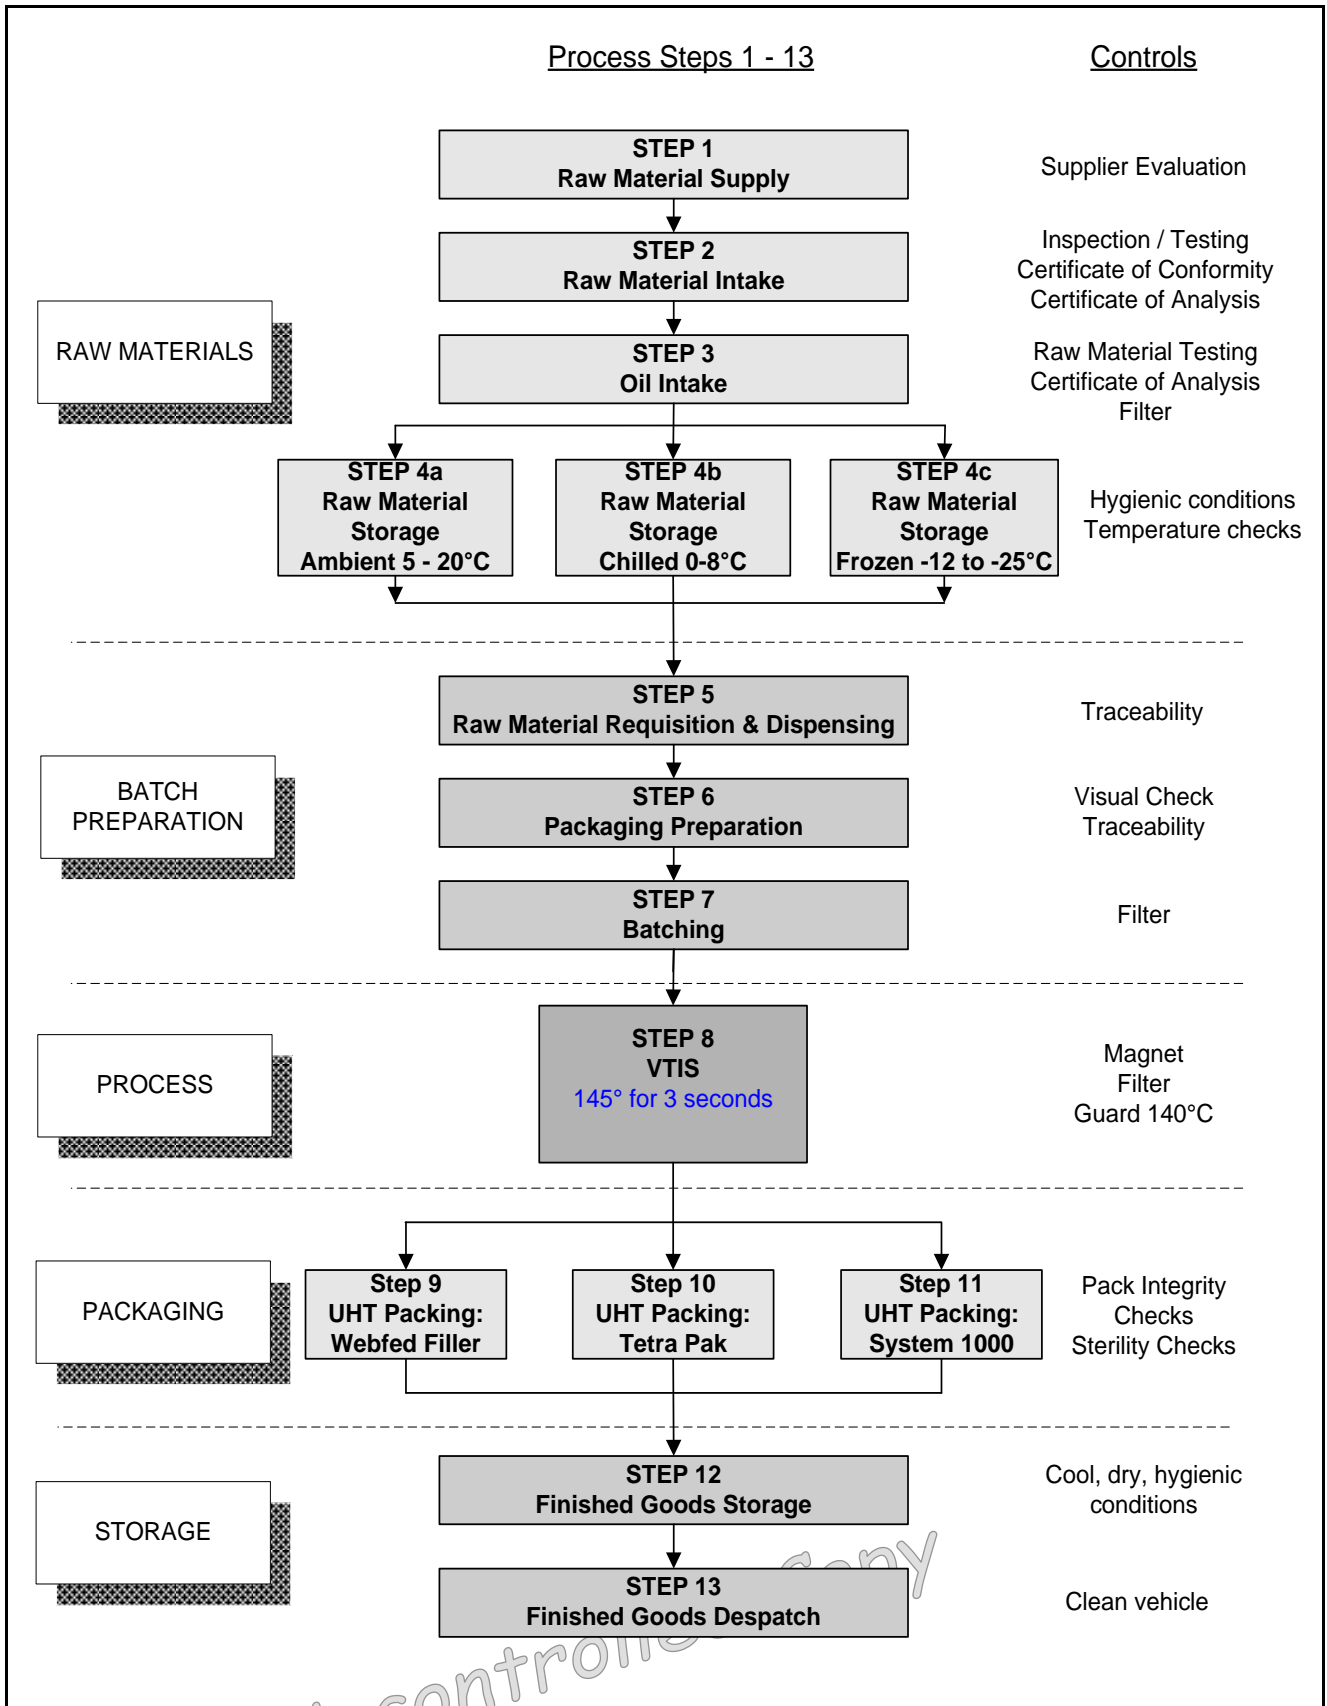 Process Steps 1 - 13
Controls
STEP 1
Raw Material Supply
Supplier Evaluation
STEP 2
Raw Material Intake
Inspection / Testing
Certificate of Conformity
Certificate of Analysis
RAW MATERIALS
STEP 3
Oil Intake
Raw Material Testing
Certificate of Analysis
Filter
STEP 4a
Raw Material
Storage
Ambient 5 - 20°C
STEP 4b
Raw Material
Storage
Chilled 0-8°C
STEP 4c
Raw Material
Storage
Frozen -12 to -25°C
Hygienic conditions
Temperature checks
STEP 5
Raw Material Requisition & Dispensing
Traceability
BATCH
PREPARATION
STEP 6
Packaging Preparation
Visual Check
Traceability
STEP 7
Batching
Filter
PROCESS
STEP 8
VTIS
145° for 3 seconds
Magnet
Filter
Guard 140°C
PACKAGING
Step 9
UHT Packing:
Webfed Filler
Step 10
UHT Packing:
Tetra Pak
Step 11
UHT Packing:
System 1000
Pack Integrity
Checks
Sterility Checks
STORAGE
STEP 12
Finished Goods Storage
Cool, dry, hygienic
conditions
STEP 13
Finished Goods Despatch
Clean vehicle